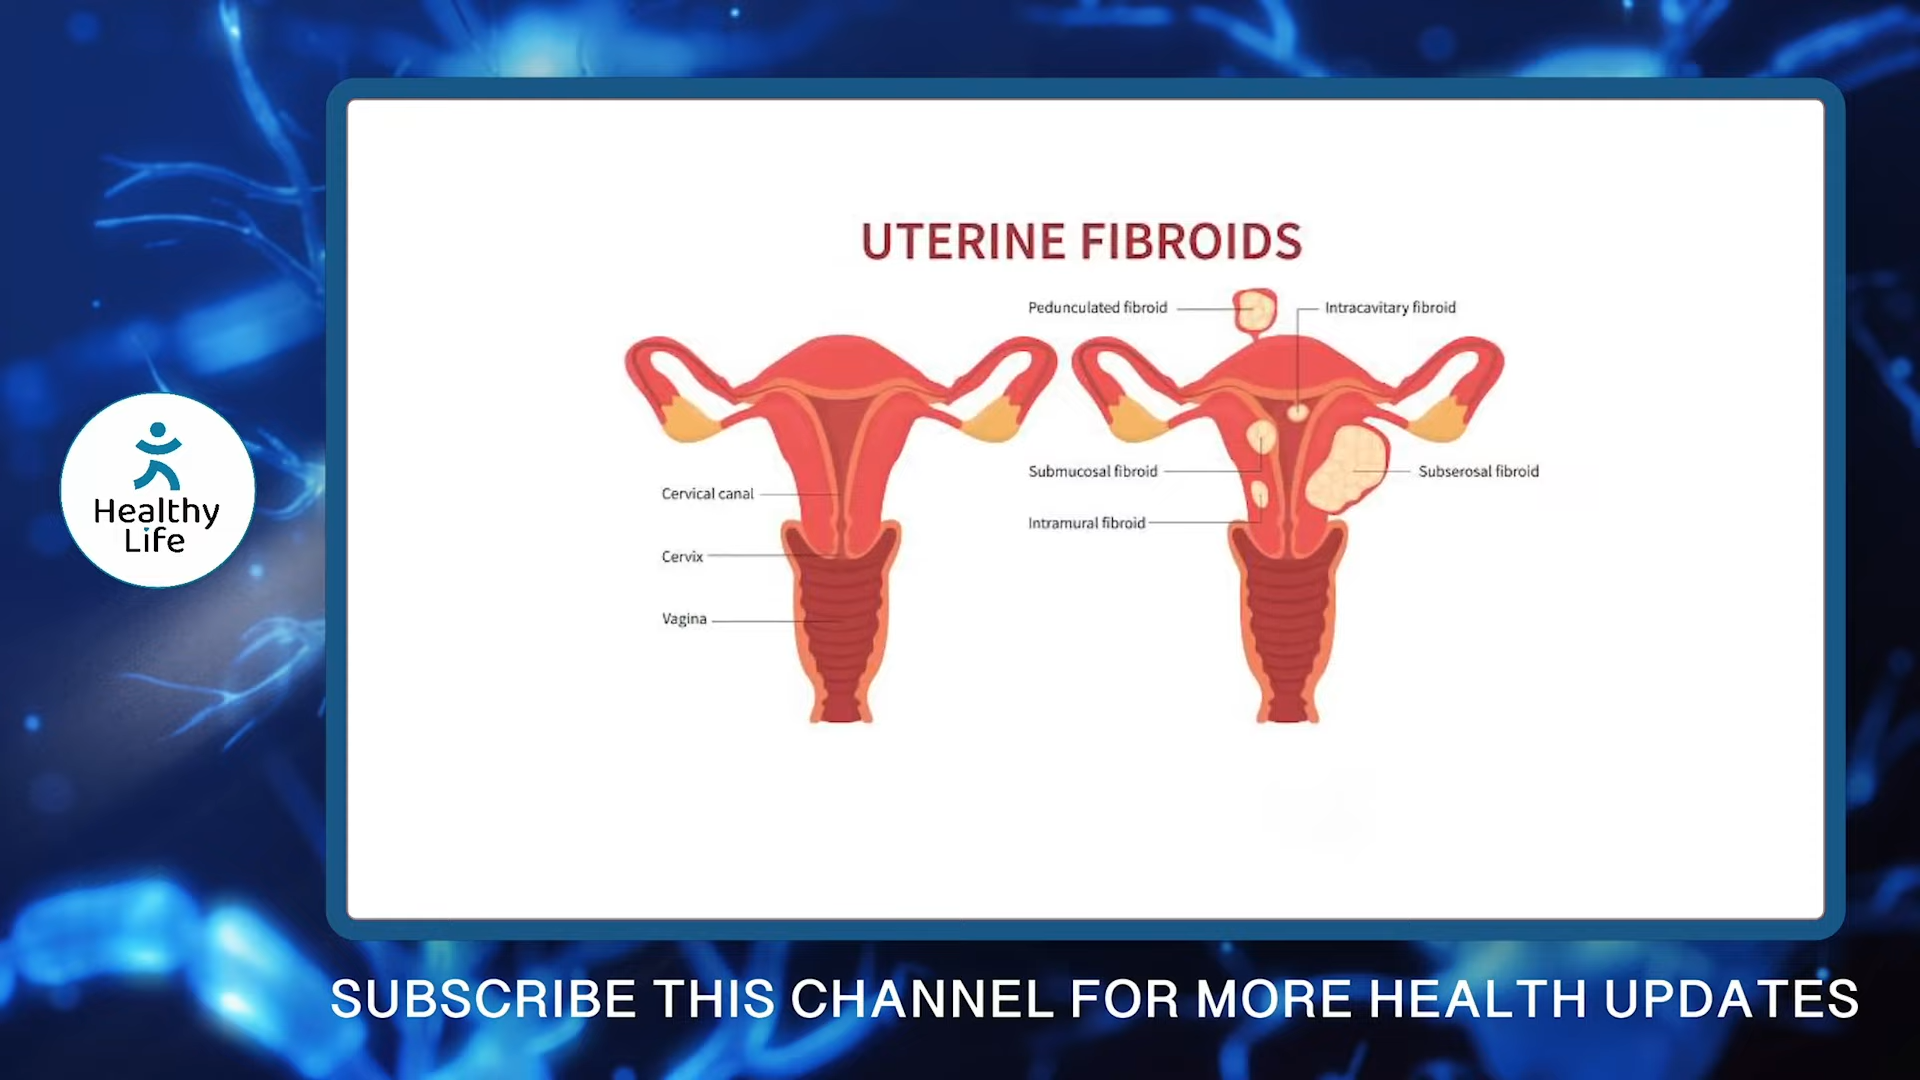 UTERINE FIBROIDS
Pedunculated fibroid
Intracavitary fibroid
Submucosal fibroid
Subserosal fibroid
Cervical canal
Intramural fibroid
Cervix
Vagina
Healthy
Life
SUBSCRIBE THIS CHANNEL FOR MORE HEALTH UPDATES